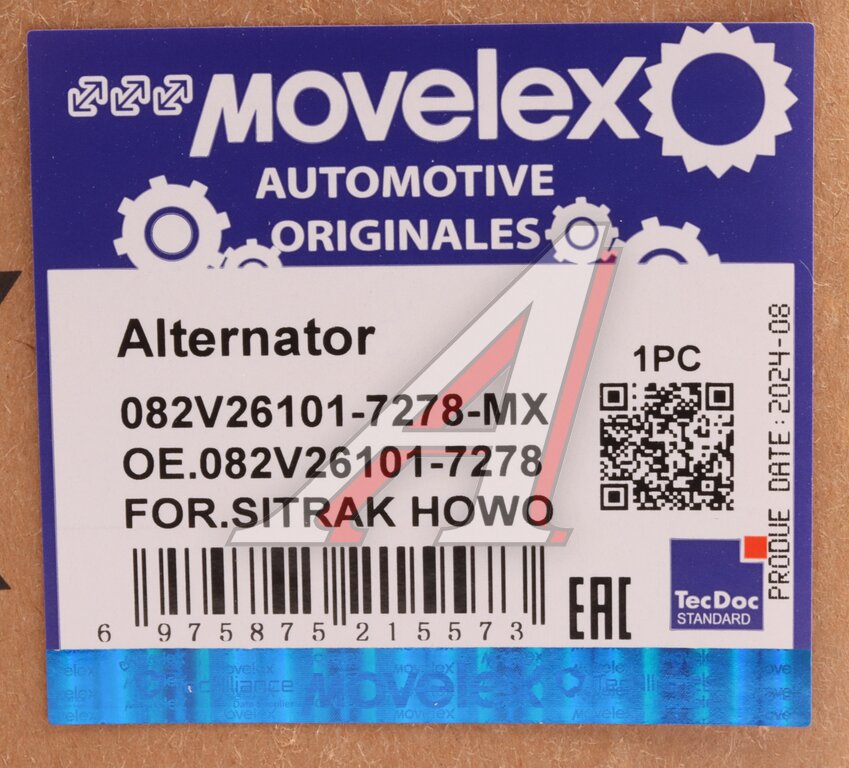 MOVELEX
AUTOMOTIVE
ORIGINALES
Alternator
1PC
082V26101-7278-MX
OE.082V26101-7278
FOR.SITRAK HOWO
PRODUE DATE:2024-08
6 975875 215573
EAC
TecDoc
STANDARD
Movelex